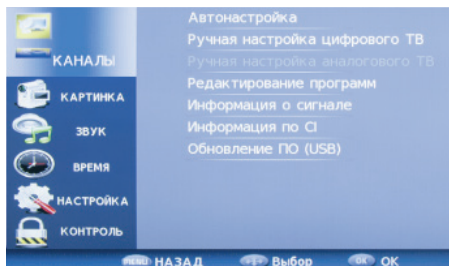 КАНАЛЫ
КАРТИНКА
ЗВУК
ВРЕМЯ
НАСТРОЙКА
КОНТРОЛЬ
Автонастройка
Ручная настройка цифрового ТВ
Ручная настройка аналогового ТВ
Редактирование программ
Информация о сигнале
Информация по CI
Обновление ПО (USB)
MENU НАЗАД Выбор OK OK